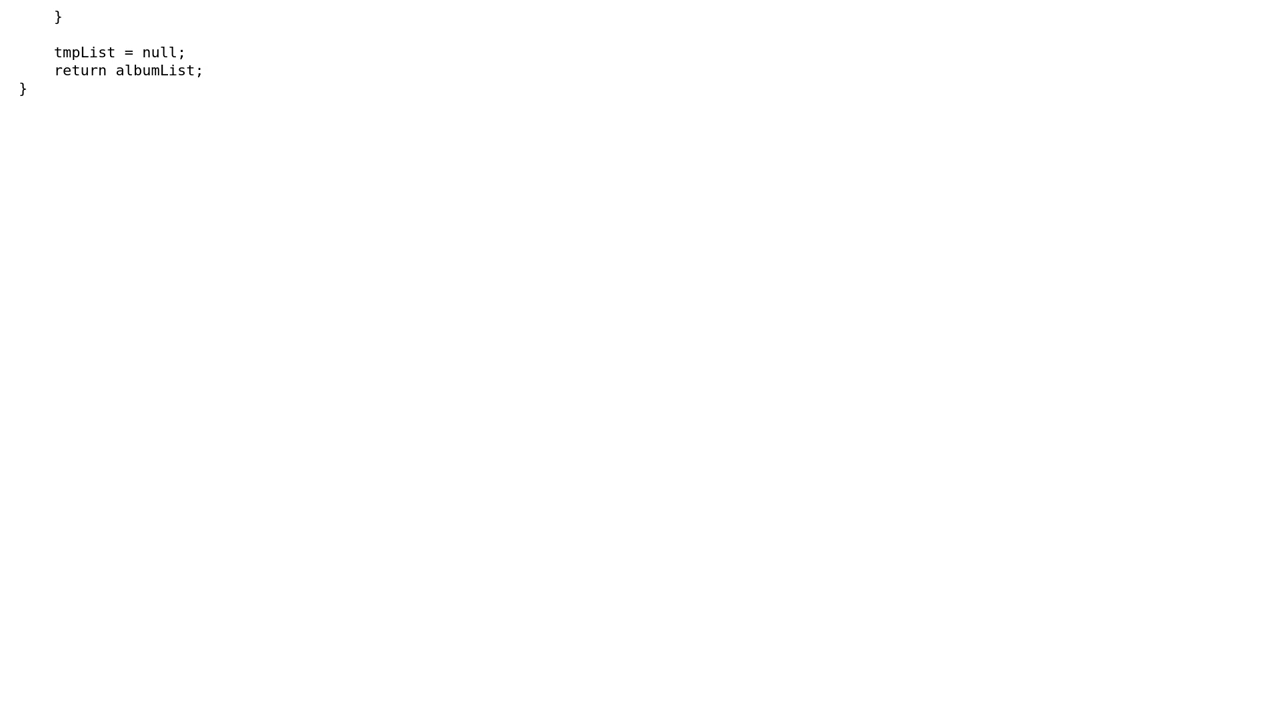 }

    tmpList = null;
    return albumList;
}